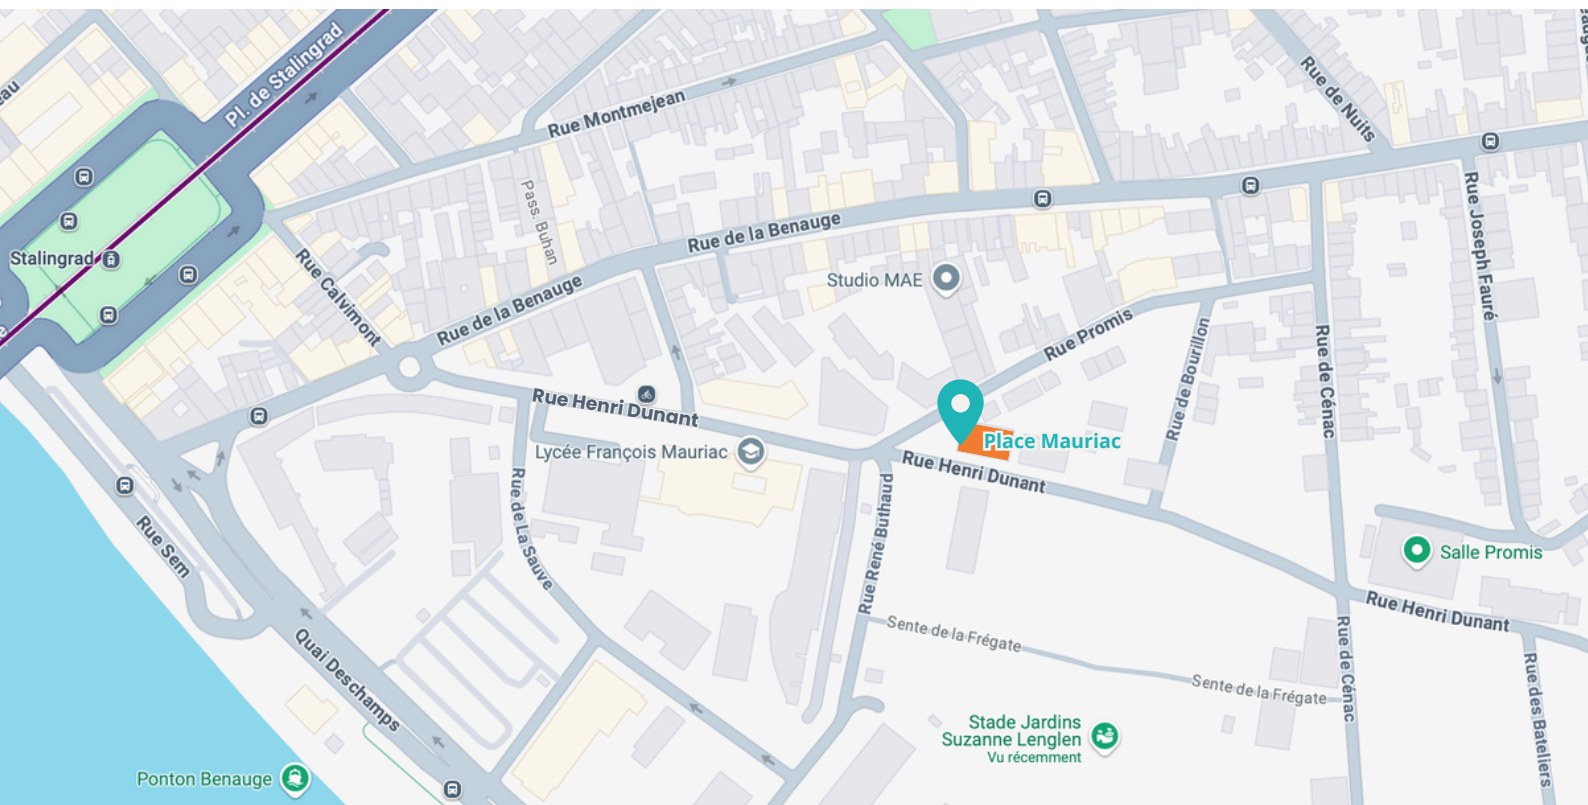 Pl. de Stalingrad
Rue Montmejean
Rue de Nuits
Pass. Buhan
Rue de la Benauge
Rue Joseph Fauré
Stalingrad
Rue Calvimont
Studio MAE
Rue de la Benauge
Rue Promis
Rue de Bourillon
Rue de Cénac
Rue Henri Dunant
Place Mauriac
Lycée François Mauriac
Rue Henri Dunant
Rue de La Sauve
Rue René Buthaud
Rue Sem
Salle Promis
Rue Henri Dunant
Sente de la Frégate
Quai Deschamps
Sente de la Frégate
Rue de Cénac
Rue des Bateliers
Stade Jardins
Suzanne Lenglen
Vu récemment
Ponton Benauge